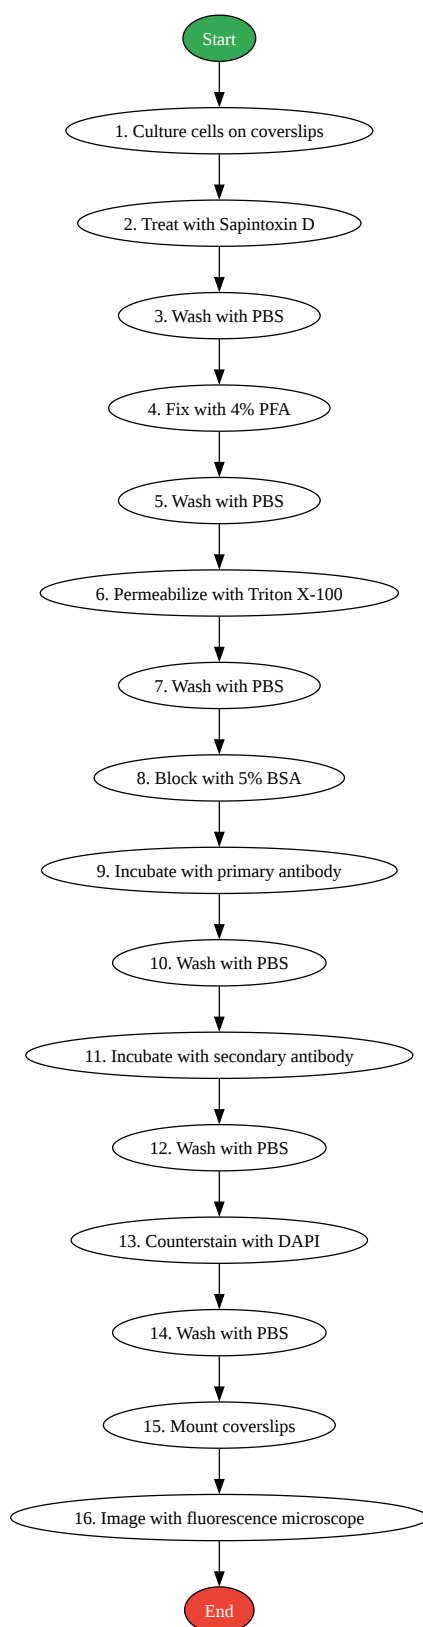 Start
1. Culture cells on coverslips
2. Treat with Sapintoxin D
3. Wash with PBS
4. Fix with 4% PFA
5. Wash with PBS
6. Permeabilize with Triton X-100
7. Wash with PBS
8. Block with 5% BSA
9. Incubate with primary antibody
10. Wash with PBS
11. Incubate with secondary antibody
12. Wash with PBS
13. Counterstain with DAPI
14. Wash with PBS
15. Mount coverslips
16. Image with fluorescence microscope
End